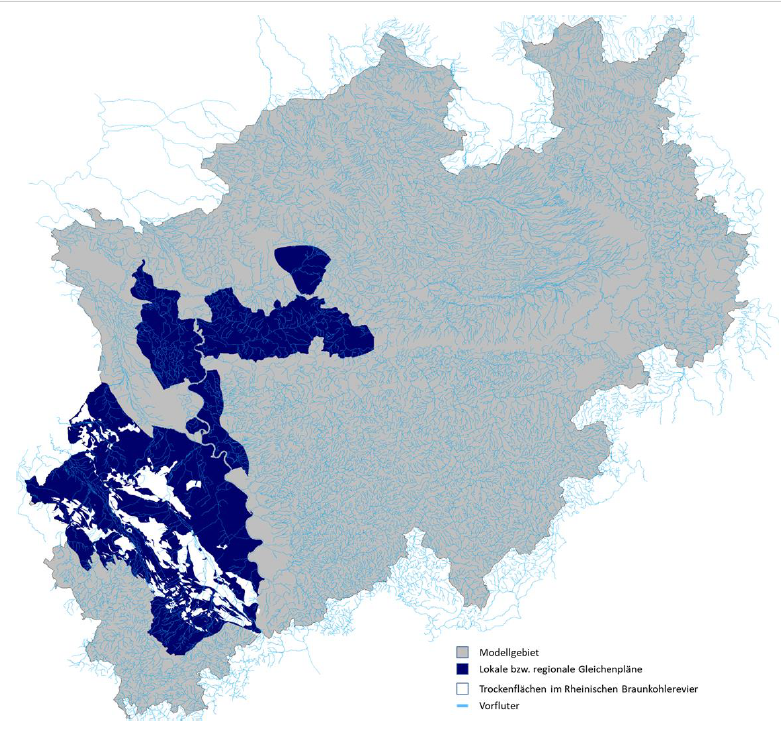 Modellgebiet
Lokale bzw. regionale Gleichenpläne
Trockenflächen im Rheinischen Braunkohlerevier
Vorfluter